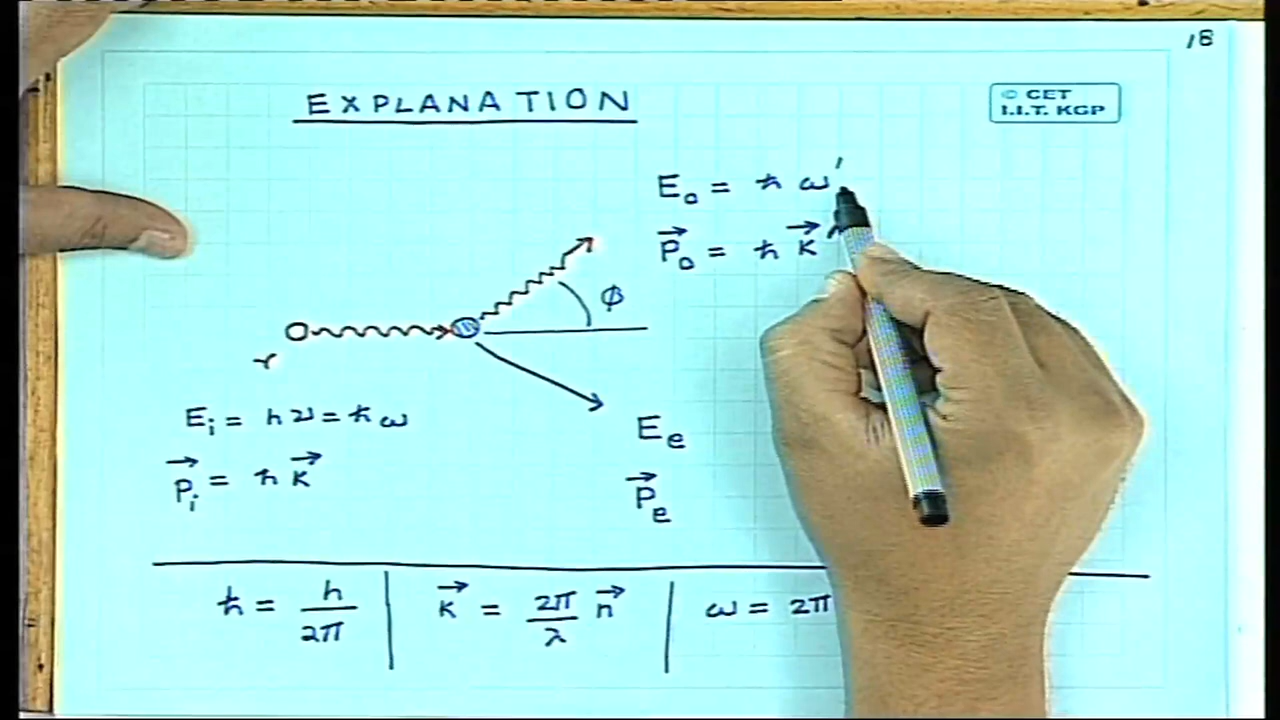 18
EXPLANATION
© CET
I.I.T. KGP
E₀ = ħ ω'
P⃗₀ = ħ K⃗'
ϕ
γ
Eᵢ = hν = ħω
P⃗ᵢ = ħ K⃗
Eₑ
P⃗ₑ
ħ = h/2π | K⃗ = 2π/λ n⃗ | ω = 2π